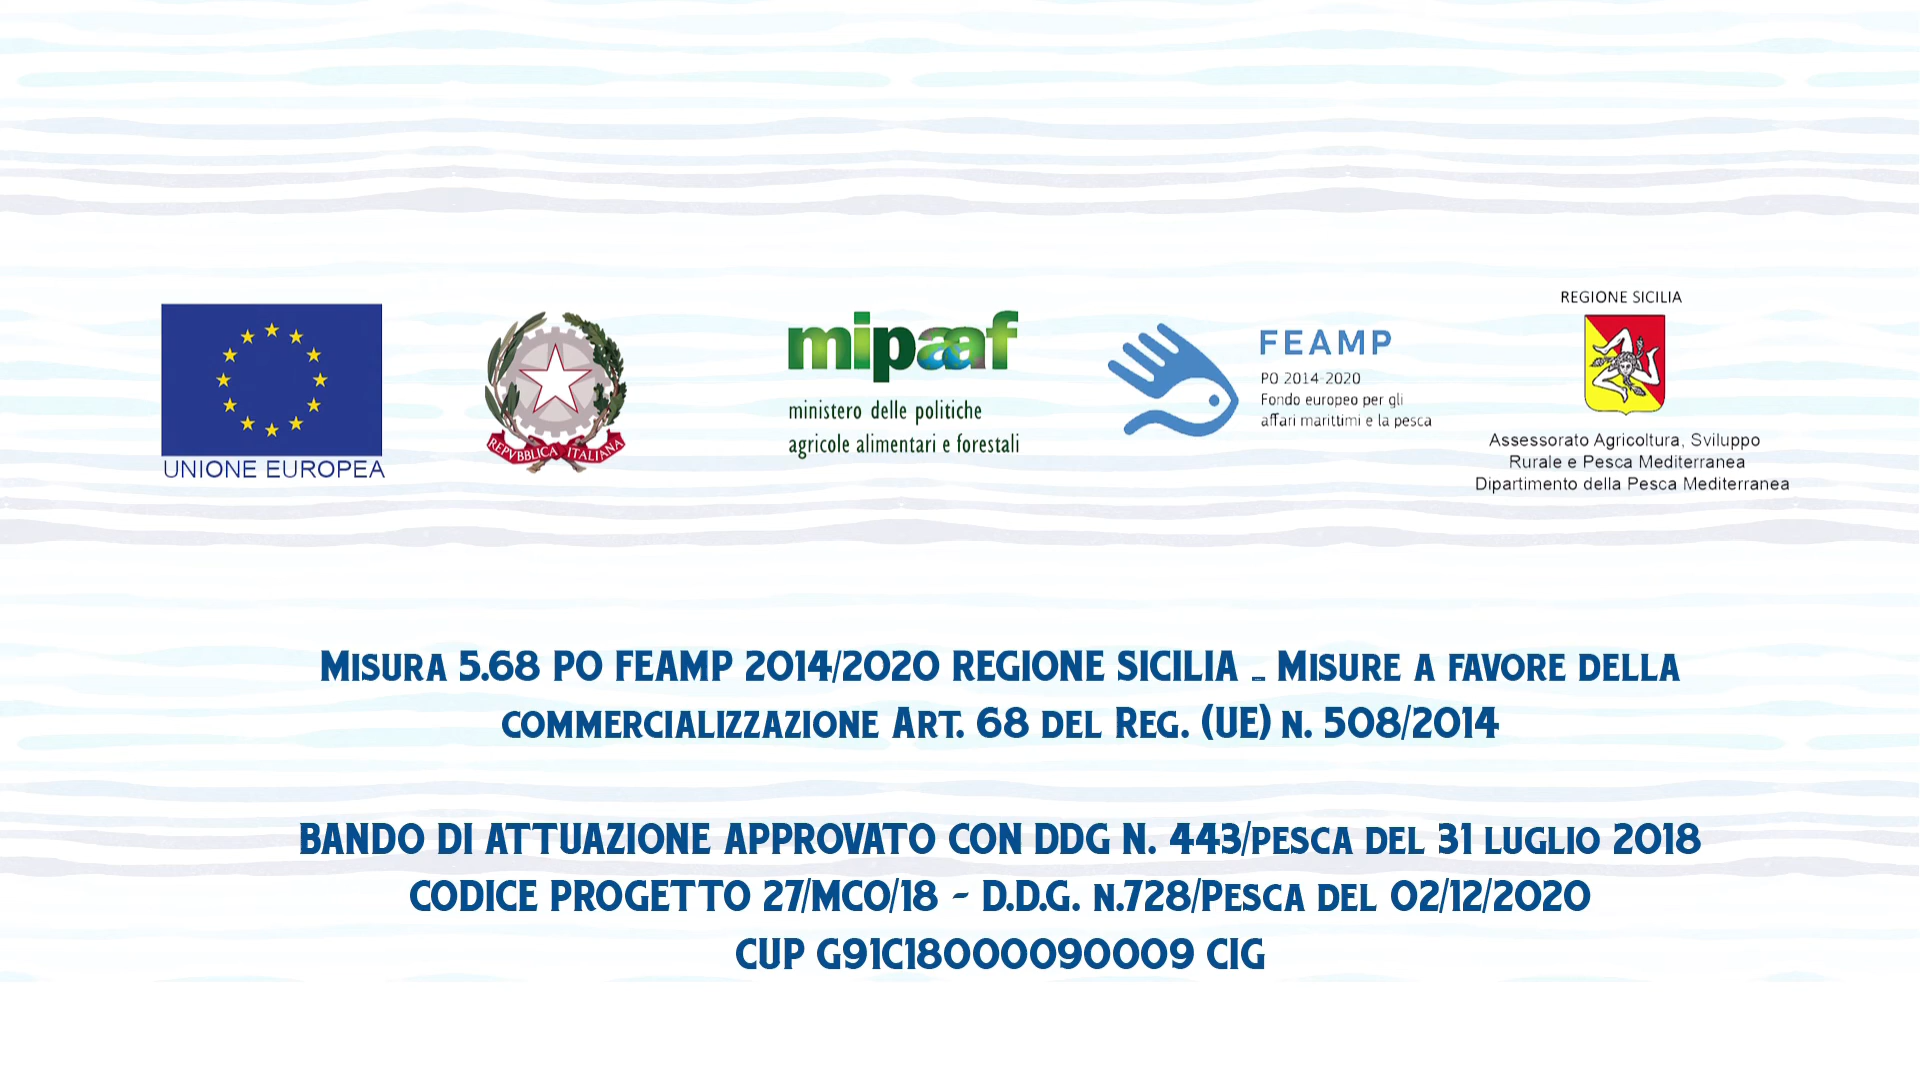 UNIONE EUROPEA
REPVBBLICA ITALIANA
mipaaf
ministero delle politiche
agricole alimentari e forestali
FEAMP
PO 2014-2020
Fondo europeo per gli
affari marittimi e la pesca
REGIONE SICILIA
Assessorato Agricoltura, Sviluppo
Rurale e Pesca Mediterranea
Dipartimento della Pesca Mediterranea
Misura 5.68 PO FEAMP 2014/2020 REGIONE SICILIA _ Misure a favore della
commercializzazione Art. 68 del Reg. (UE) n. 508/2014
BANDO DI ATTUAZIONE APPROVATO CON DDG N. 443/pesca del 31 luglio 2018
CODICE PROGETTO 27/MCO/18 - D.D.G. n.728/Pesca del 02/12/2020
CUP G91C18000090009 CIG